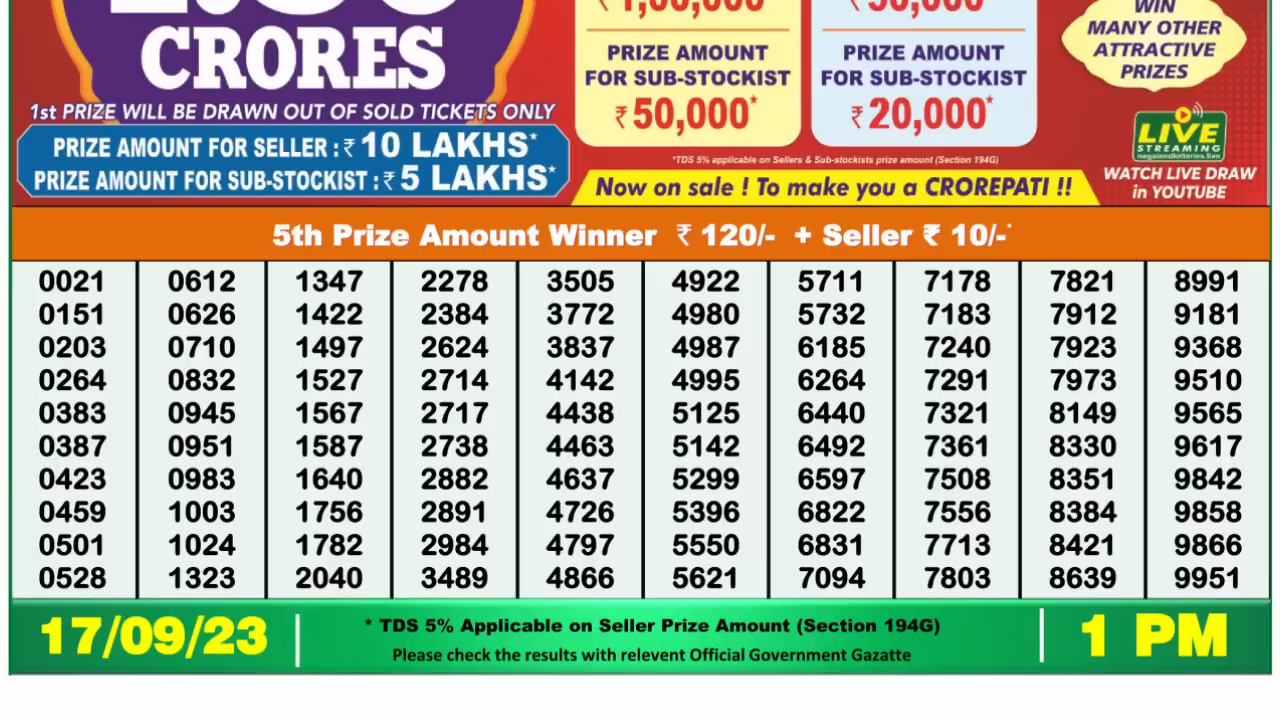 CRORES
1st PRIZE WILL BE DRAWN OUT OF SOLD TICKETS ONLY
PRIZE AMOUNT FOR SELLER : ₹ 10 LAKHS*
PRIZE AMOUNT FOR SUB-STOCKIST : ₹ 5 LAKHS*
PRIZE AMOUNT
FOR SUB-STOCKIST
₹ 50,000*
PRIZE AMOUNT
FOR SUB-STOCKIST
₹ 20,000*
*TDS 5% applicable on Sellers & Sub-stockists prize amount (Section 194G)
Now on sale ! To make you a CROREPATI !!
WIN
MANY OTHER
ATTRACTIVE
PRIZES
LIVE
STREAMING
nagalandlotteries.live
WATCH LIVE DRAW
in YOUTUBE
5th Prize Amount Winner ₹ 120/- + Seller ₹ 10/-*
0021 0612 1347 2278 3505 4922 5711 7178 7821 8991
0151 0626 1422 2384 3772 4980 5732 7183 7912 9181
0203 0710 1497 2624 3837 4987 6185 7240 7923 9368
0264 0832 1527 2714 4142 4995 6264 7291 7973 9510
0383 0945 1567 2717 4438 5125 6440 7321 8149 9565
0387 0951 1587 2738 4463 5142 6492 7361 8330 9617
0423 0983 1640 2882 4637 5299 6597 7508 8351 9842
0459 1003 1756 2891 4726 5396 6822 7556 8384 9858
0501 1024 1782 2984 4797 5550 6831 7713 8421 9866
0528 1323 2040 3489 4866 5621 7094 7803 8639 9951
17/09/23
* TDS 5% Applicable on Seller Prize Amount (Section 194G)
Please check the results with relevent Official Government Gazatte
1 PM